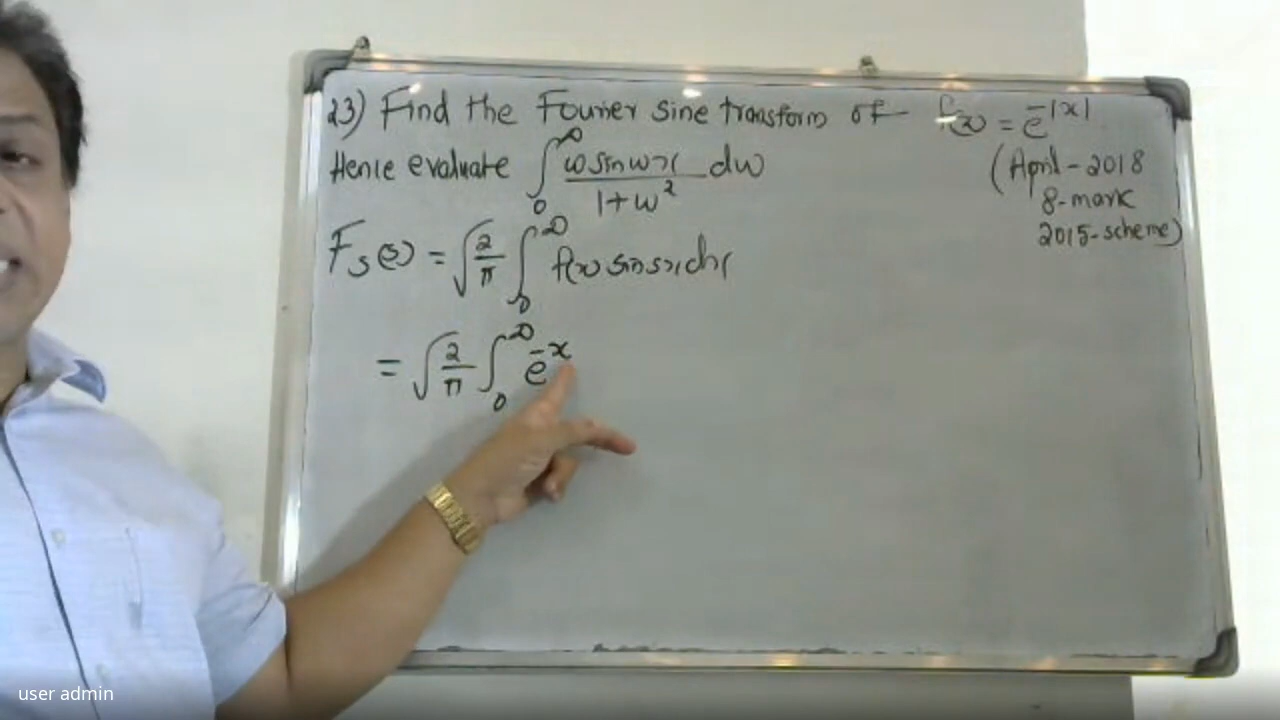 23) Find the Fourier sine transform of f(x) = e^-|x|
Hence evaluate ∫₀^∞ ω sin ωx / 1+ω² dω
(April - 2018
8-mark
2015-scheme)
F_s(s) = √(2/π) ∫₀^∞ f(x) sin sx dx
= √(2/π) ∫₀^∞ e^-x
user admin